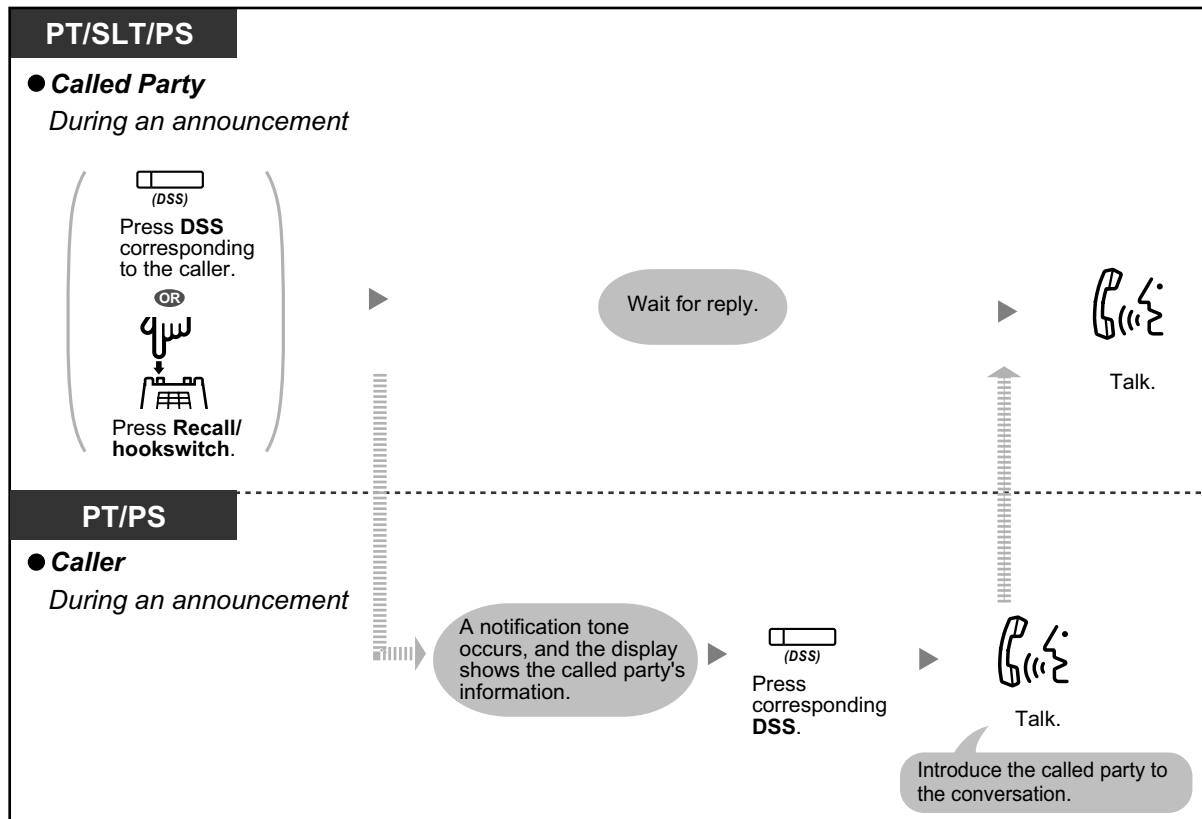 PT/SLT/PS
● Called Party
During an announcement
(DSS)
Press DSS
corresponding
to the caller.
OR
Press Recall/
hookswitch.
Wait for reply.
Talk.
PT/PS
● Caller
During an announcement
A notification tone
occurs, and the display
shows the called party's
information.
(DSS)
Press
corresponding
DSS.
Talk.
Introduce the called party to
the conversation.